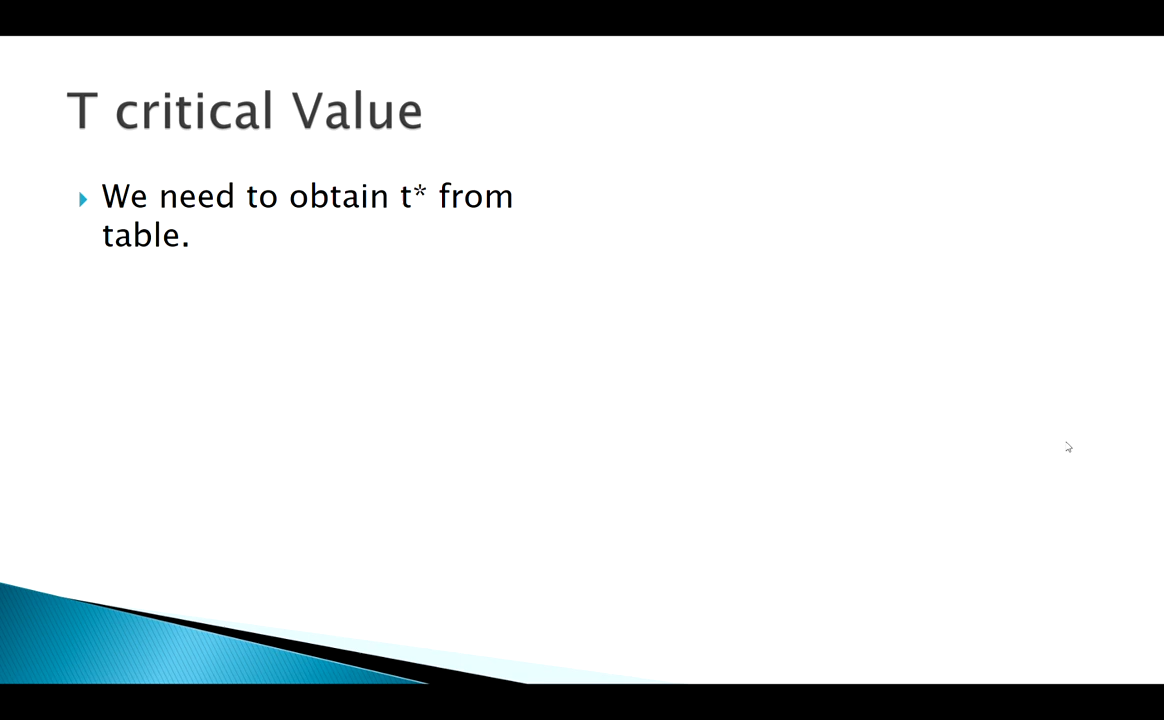 T critical Value
We need to obtain t* from
table.